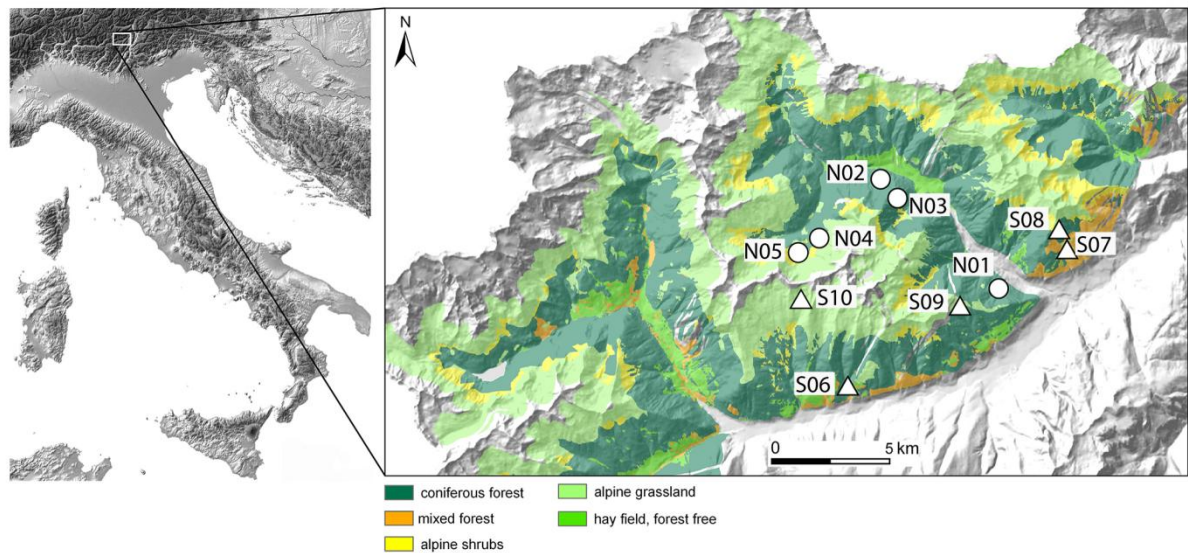 N
N02
N03
S08
S07
N04
N05
N01
S10
S09
S06
0 5 km
coniferous forest
alpine grassland
mixed forest
hay field, forest free
alpine shrubs